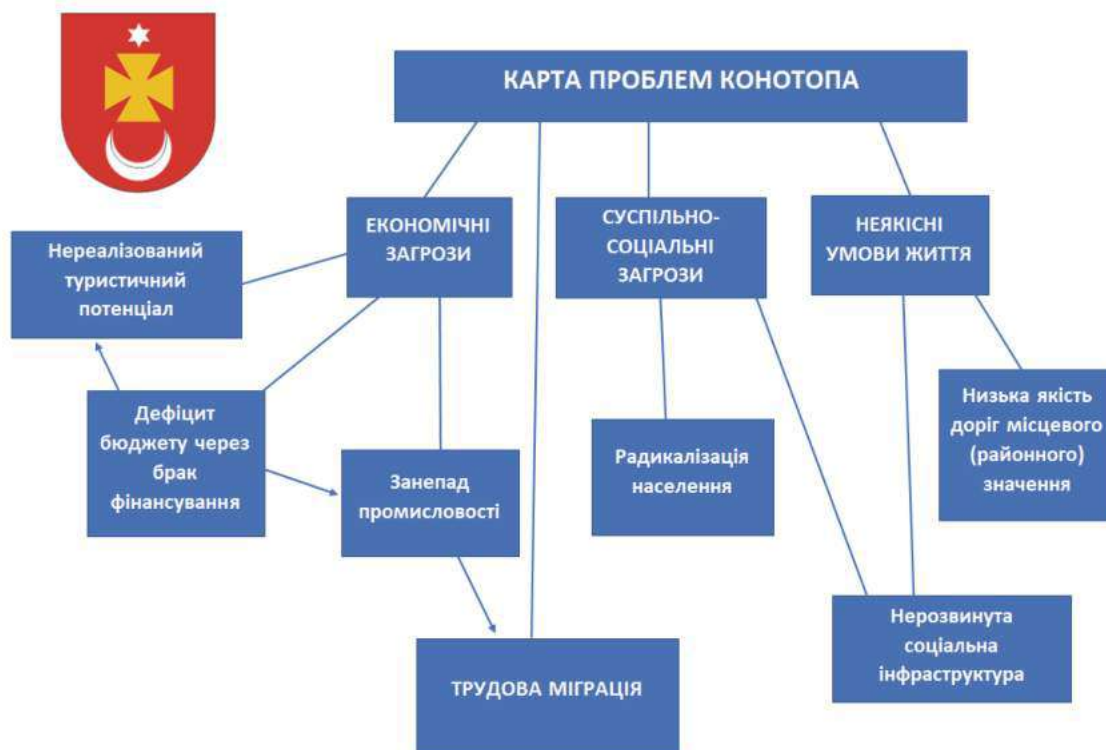 КАРТА ПРОБЛЕМ КОНОТОПА
ЕКОНОМІЧНІ
ЗАГРОЗИ
СУСПІЛЬНО-
СОЦІАЛЬНІ
ЗАГРОЗИ
НЕЯКІСНІ
УМОВИ ЖИТТЯ
Нереалізований
туристичний
потенціал
Дефіцит
бюджету через
брак
фінансування
Занепад
промисловості
Радикалізація
населення
Низька якість
доріг місцевого
(районного)
значення
Нерозвинута
соціальна
інфраструктура
ТРУДОВА МІГРАЦІЯ